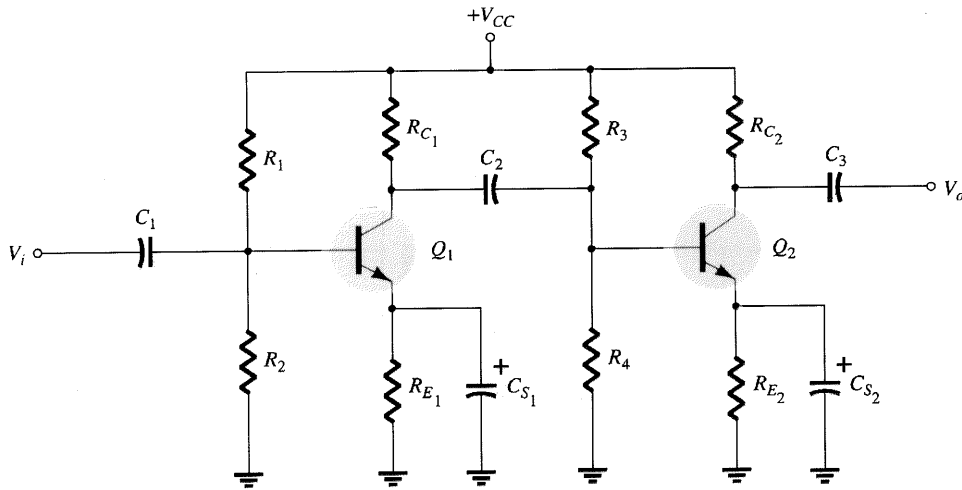 +V_CC
R_C1
R_3
R_C2
R_1
C_2
C_3
V_o
C_1
V_i
Q_1
Q_2
R_2
+
R_4
+
R_E1
C_S1
R_E2
C_S2